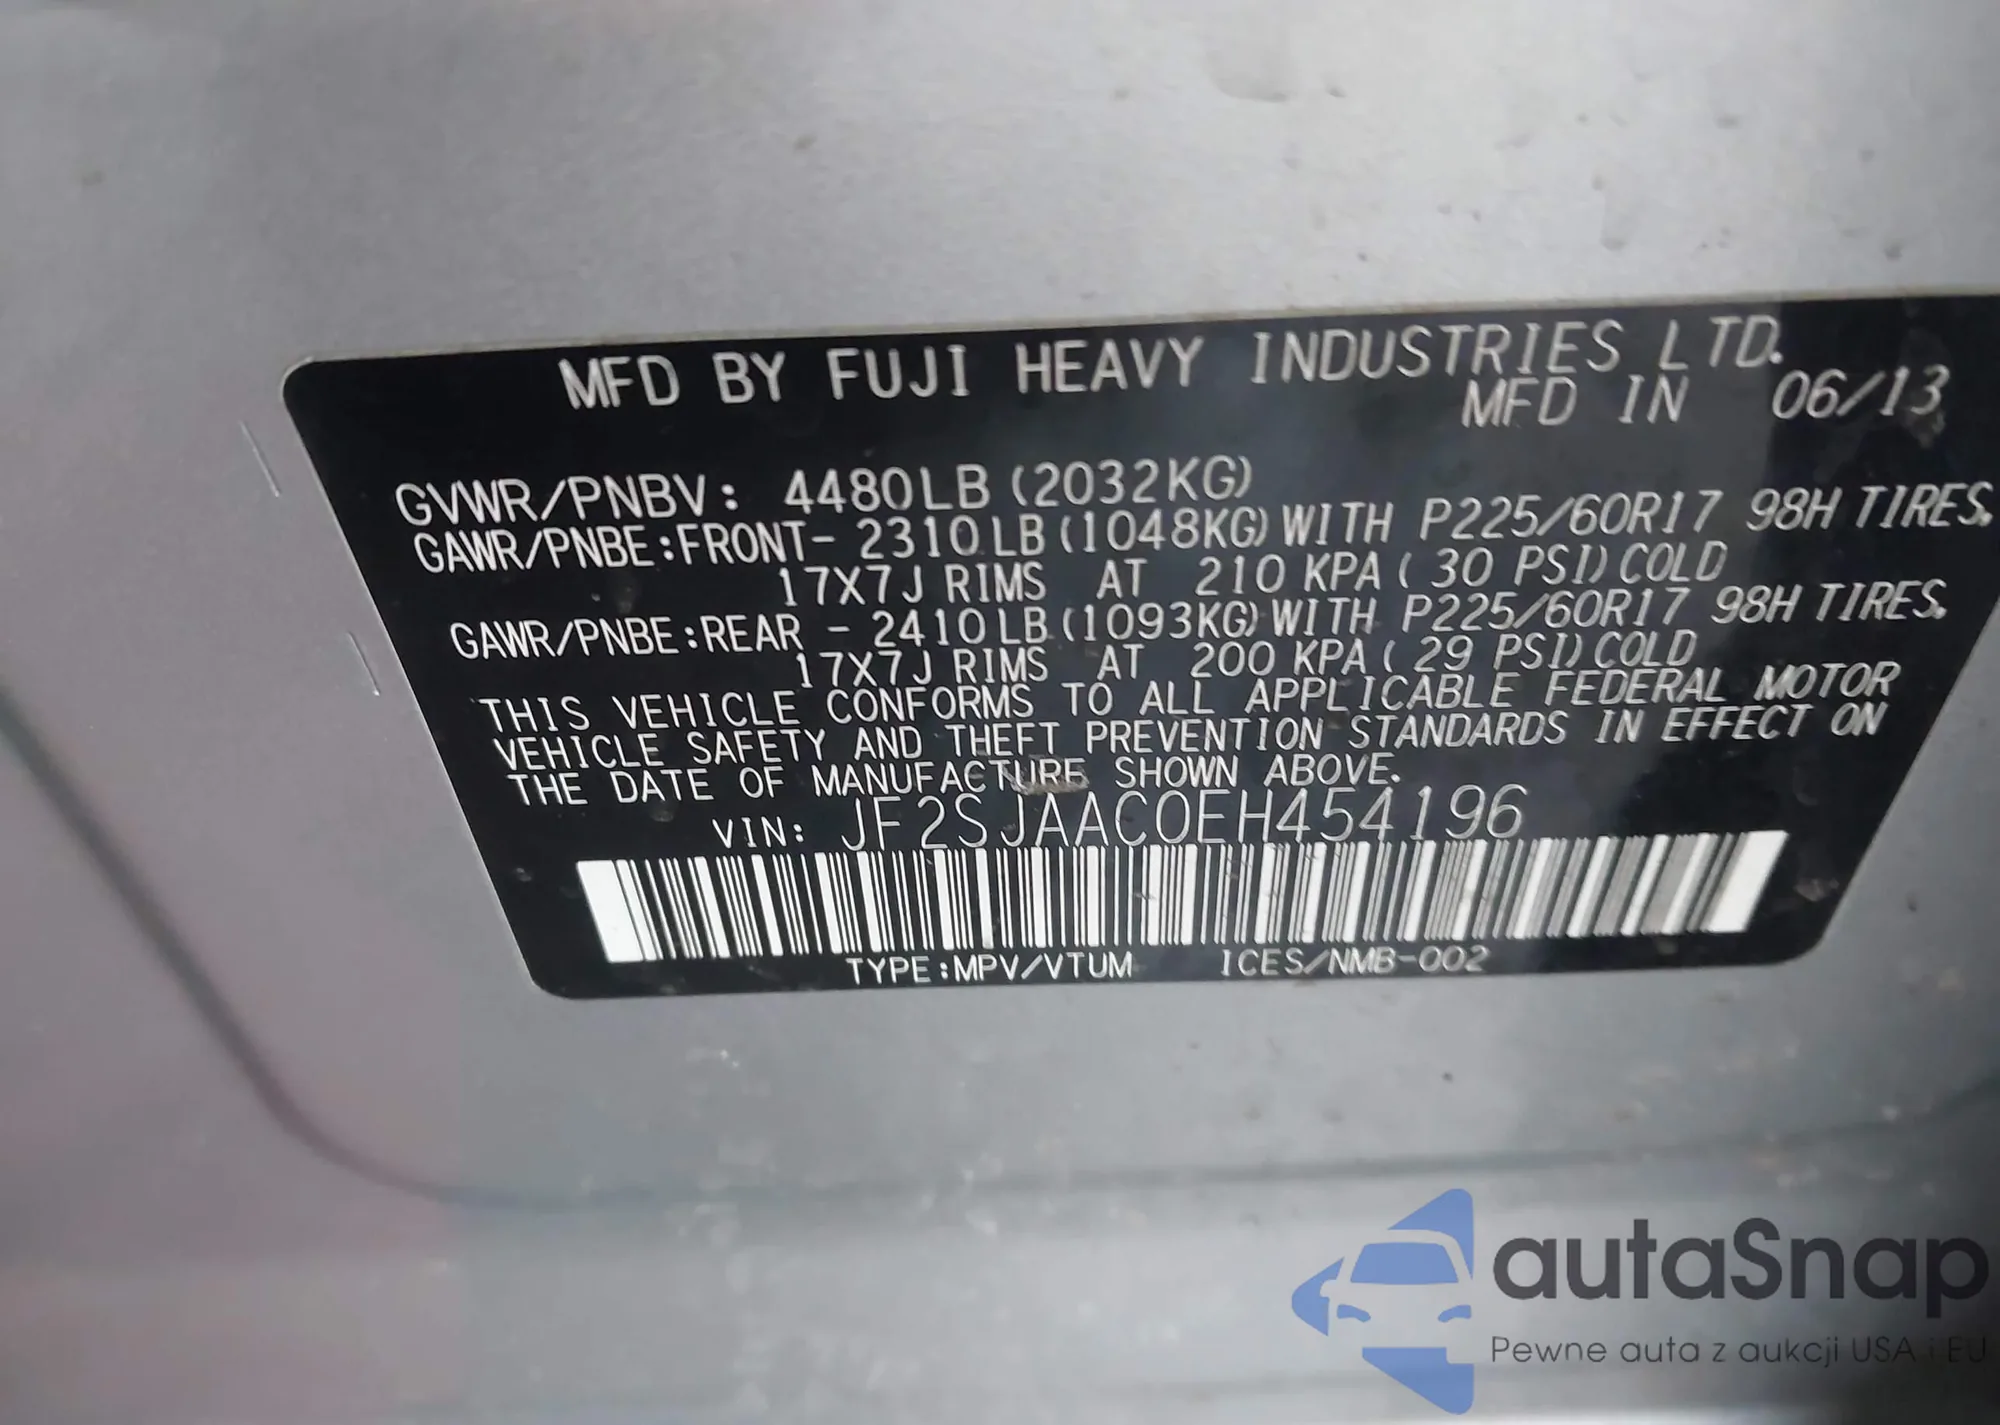 MFD BY FUJI HEAVY INDUSTRIES LTD.
MFD IN 06/13
GVWR/PNBV: 4480LB (2032KG)
GAWR/PNBE:FRONT- 2310LB(1048KG)WITH P225/60R17 98H TIRES,
17X7J RIMS AT 210 KPA( 30 PSI)COLD
GAWR/PNBE:REAR - 2410LB(1093KG)WITH P225/60R17 98H TIRES,
17X7J RIMS AT 200 KPA( 29 PSI)COLD
THIS VEHICLE CONFORMS TO ALL APPLICABLE FEDERAL MOTOR
VEHICLE SAFETY AND THEFT PREVENTION STANDARDS IN EFFECT ON
THE DATE OF MANUFACTURE SHOWN ABOVE.
VIN: JF2SJAAC0EH454196
TYPE:MPV/VTUM ICES/NMB-002
autaSnap
Pewne auta z aukcji USA i EU